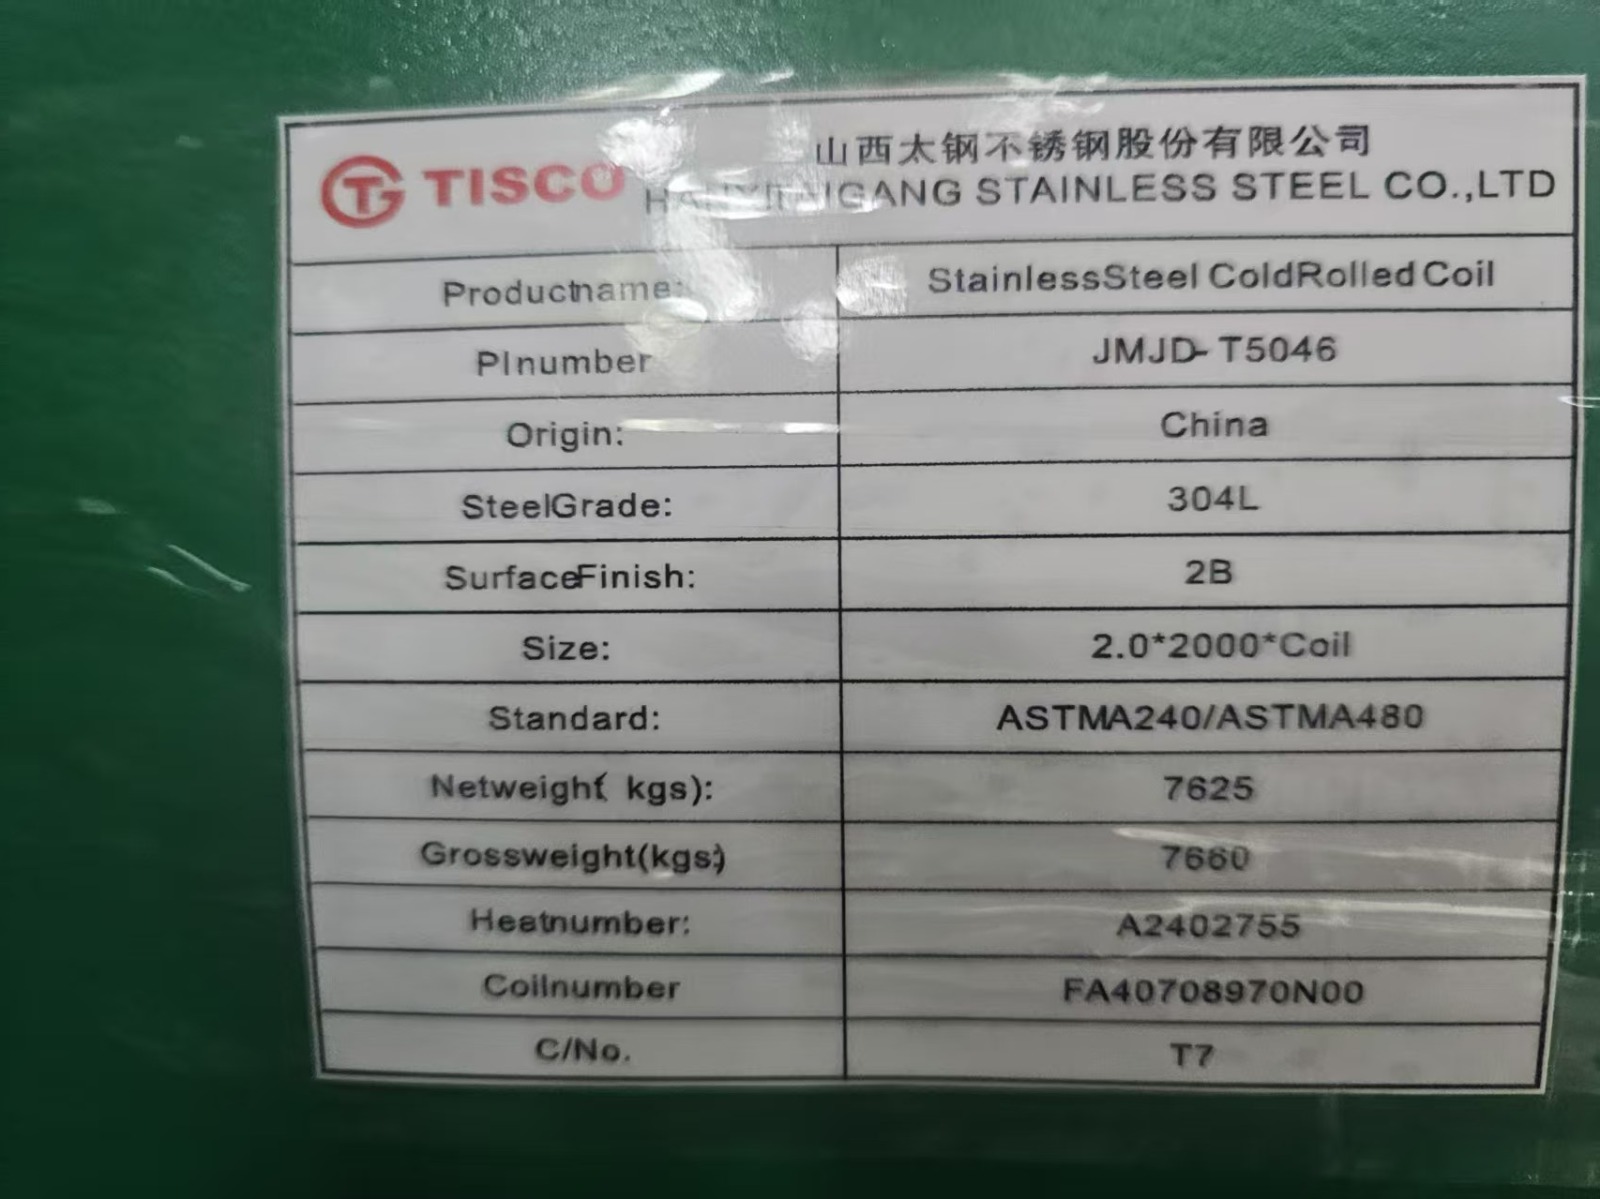 TISCO
山西太钢不锈钢股份有限公司
STAINLESS STEEL CO.,LTD
Productname: StainlessSteel ColdRolled Coil
PInumber JMJD- T5046
Origin: China
SteelGrade: 304L
SurfaceFinish: 2B
Size: 2.0*2000*Coil
Standard: ASTMA240/ASTMA480
Netweight( kgs): 7625
Grossweight(kgs:) 7660
Heatnumber: A2402755
Coilnumber FA40708970N00
C/No. T7